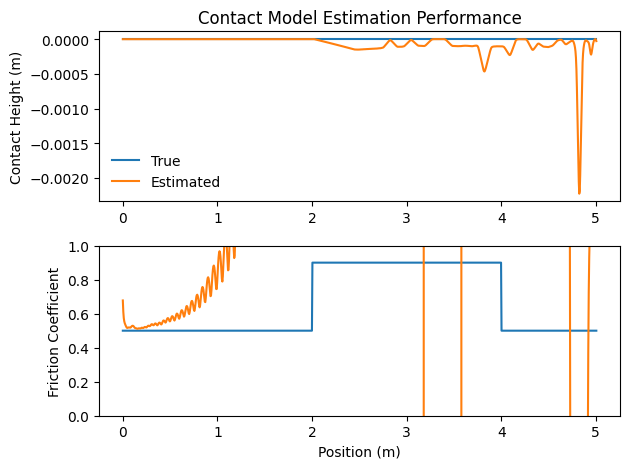 Contact Model Estimation Performance
Contact Height (m)
0.0000
−0.0005
−0.0010
−0.0015
−0.0020
True
Estimated
0 1 2 3 4 5
Friction Coefficient
1.0
0.8
0.6
0.4
0.2
0.0
0 1 2 3 4 5
Position (m)